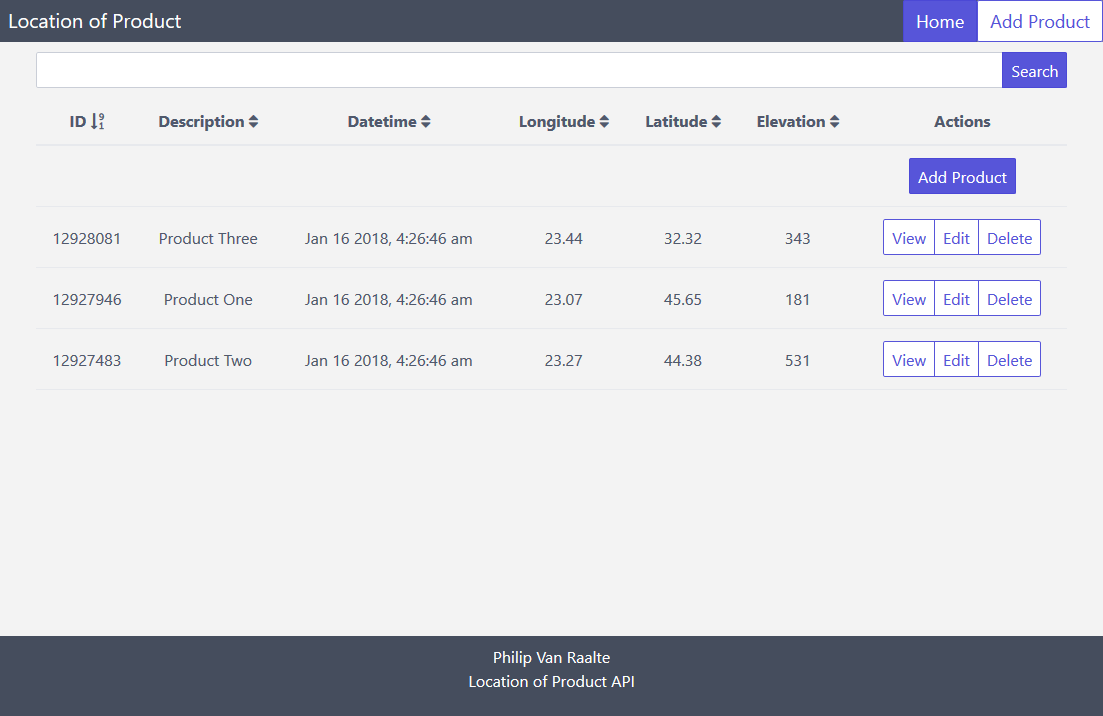 Location of Product Home Add Product
Search
ID Description Datetime Longitude Latitude Elevation Actions
Add Product
12928081 Product Three Jan 16 2018, 4:26:46 am 23.44 32.32 343 View Edit Delete
12927946 Product One Jan 16 2018, 4:26:46 am 23.07 45.65 181 View Edit Delete
12927483 Product Two Jan 16 2018, 4:26:46 am 23.27 44.38 531 View Edit Delete
Philip Van Raalte
Location of Product API